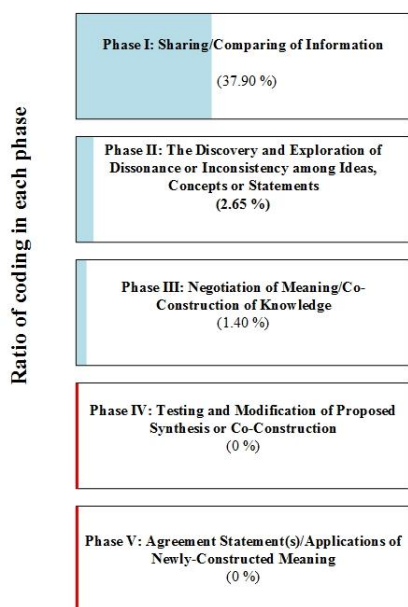 Ratio of coding in each phase
Phase I: Sharing/Comparing of Information
(37.90 %)
Phase II: The Discovery and Exploration of
Dissonance or Inconsistency among Ideas,
Concepts or Statements
(2.65 %)
Phase III: Negotiation of Meaning/Co-
Construction of Knowledge
(1.40 %)
Phase IV: Testing and Modification of Proposed
Synthesis or Co-Construction
(0 %)
Phase V: Agreement Statement(s)/Applications of
Newly-Constructed Meaning
(0 %)